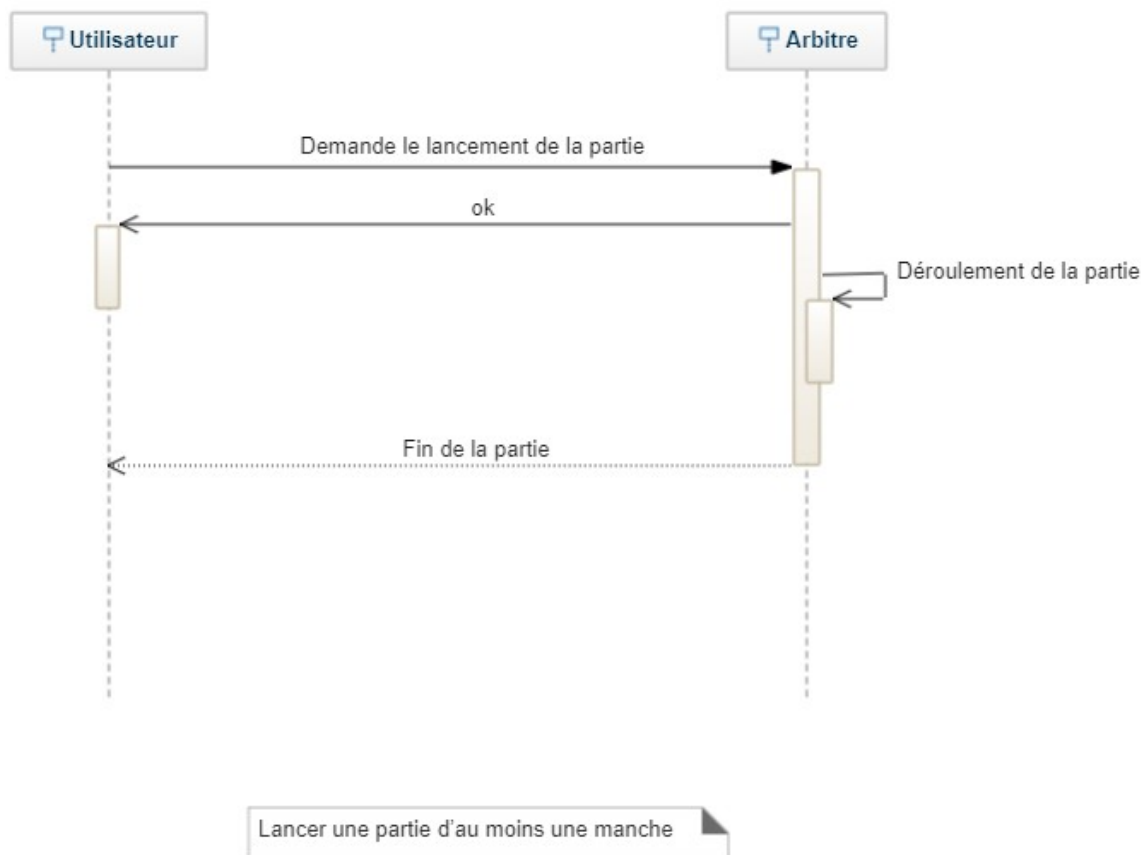 Utilisateur
Arbitre
Demande le lancement de la partie
ok
Déroulement de la partie
Fin de la partie
Lancer une partie d'au moins une manche